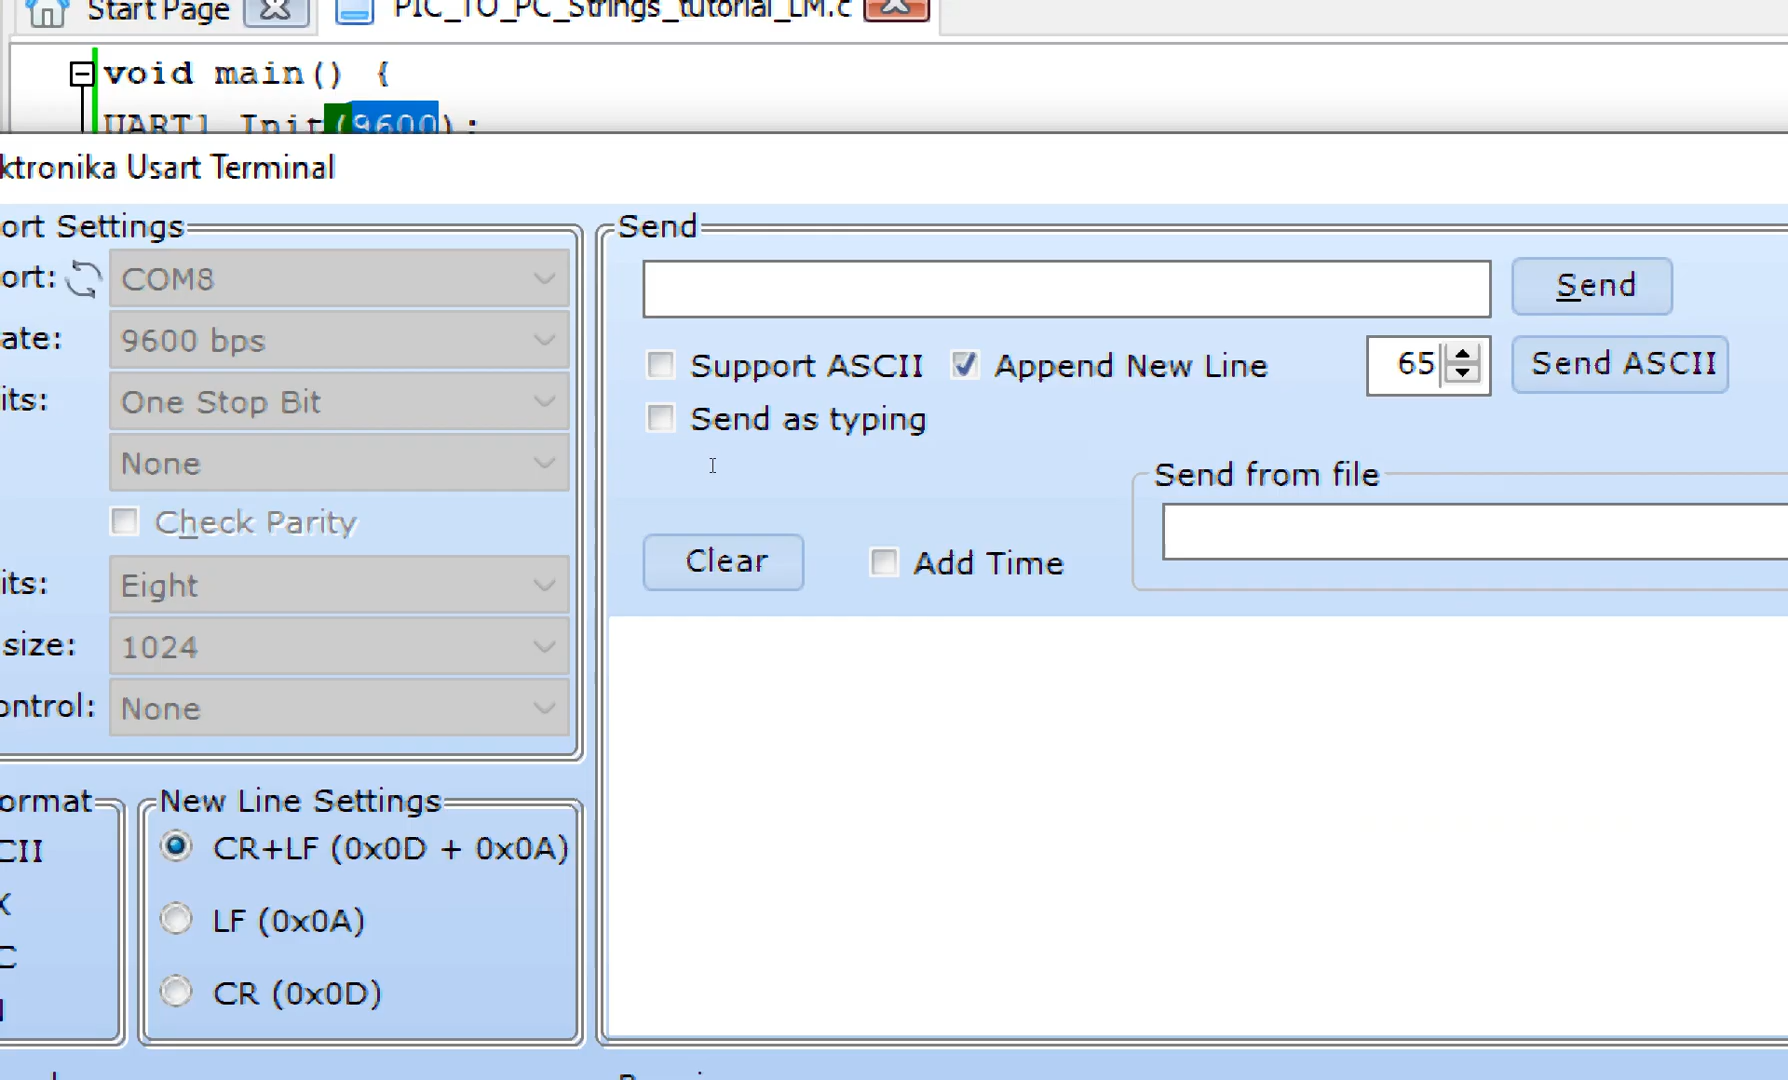 Start Page
PIC_TO_PC_Strings_tutorial_LM.c
void main() {
UART1_Init(9600);
ktronika Usart Terminal
ort Settings
ort: COM8
ate: 9600 bps
its: One Stop Bit
None
Check Parity
its: Eight
size: 1024
ontrol: None
ormat
CII
X
C
New Line Settings
CR+LF (0x0D + 0x0A)
LF (0x0A)
CR (0x0D)
Send
Send
Support ASCII
Append New Line
65
Send ASCII
Send as typing
Send from file
Clear
Add Time